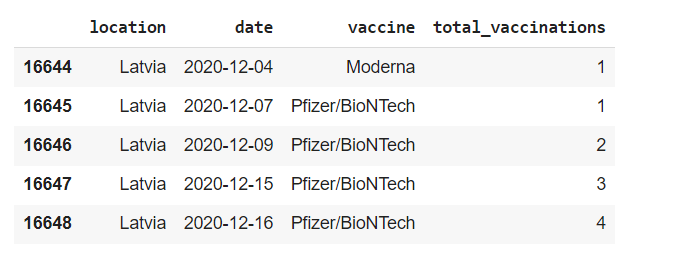 location date vaccine total_vaccinations
16644 Latvia 2020-12-04 Moderna 1
16645 Latvia 2020-12-07 Pfizer/BioNTech 1
16646 Latvia 2020-12-09 Pfizer/BioNTech 2
16647 Latvia 2020-12-15 Pfizer/BioNTech 3
16648 Latvia 2020-12-16 Pfizer/BioNTech 4